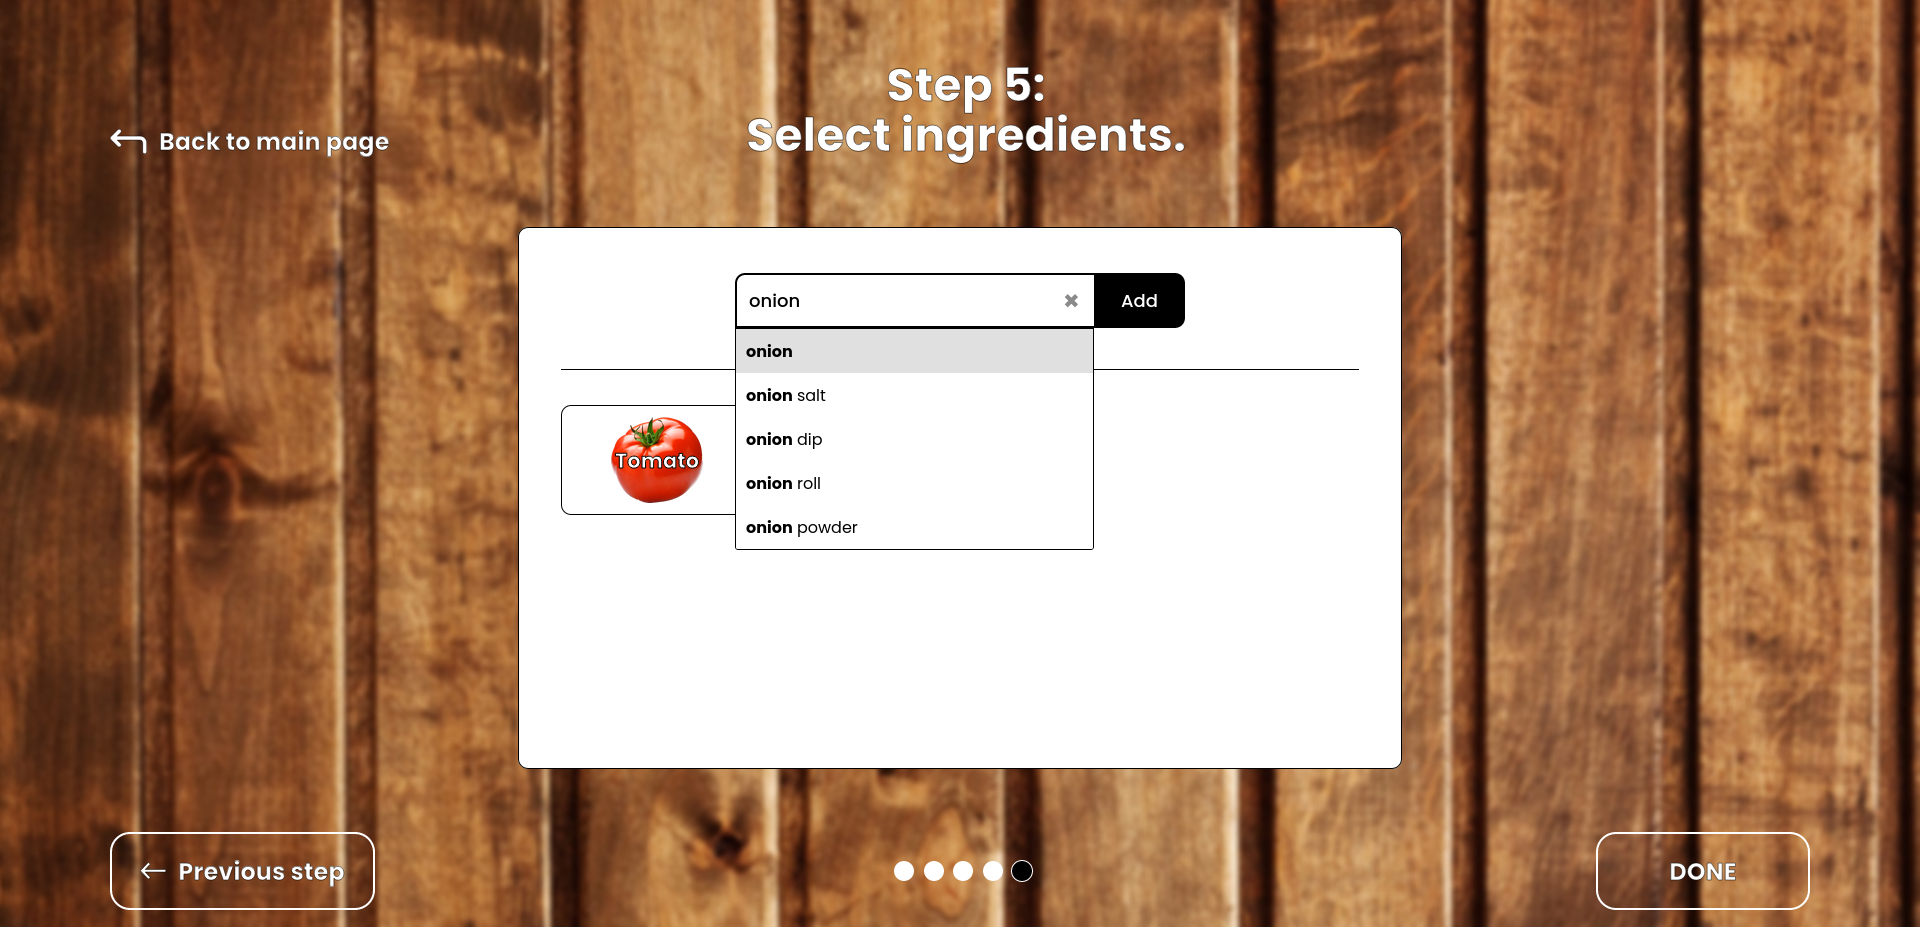 Step 5:
Select ingredients.
Back to main page
onion
Add
onion
onion salt
onion dip
onion roll
onion powder
Tomato
Previous step
DONE